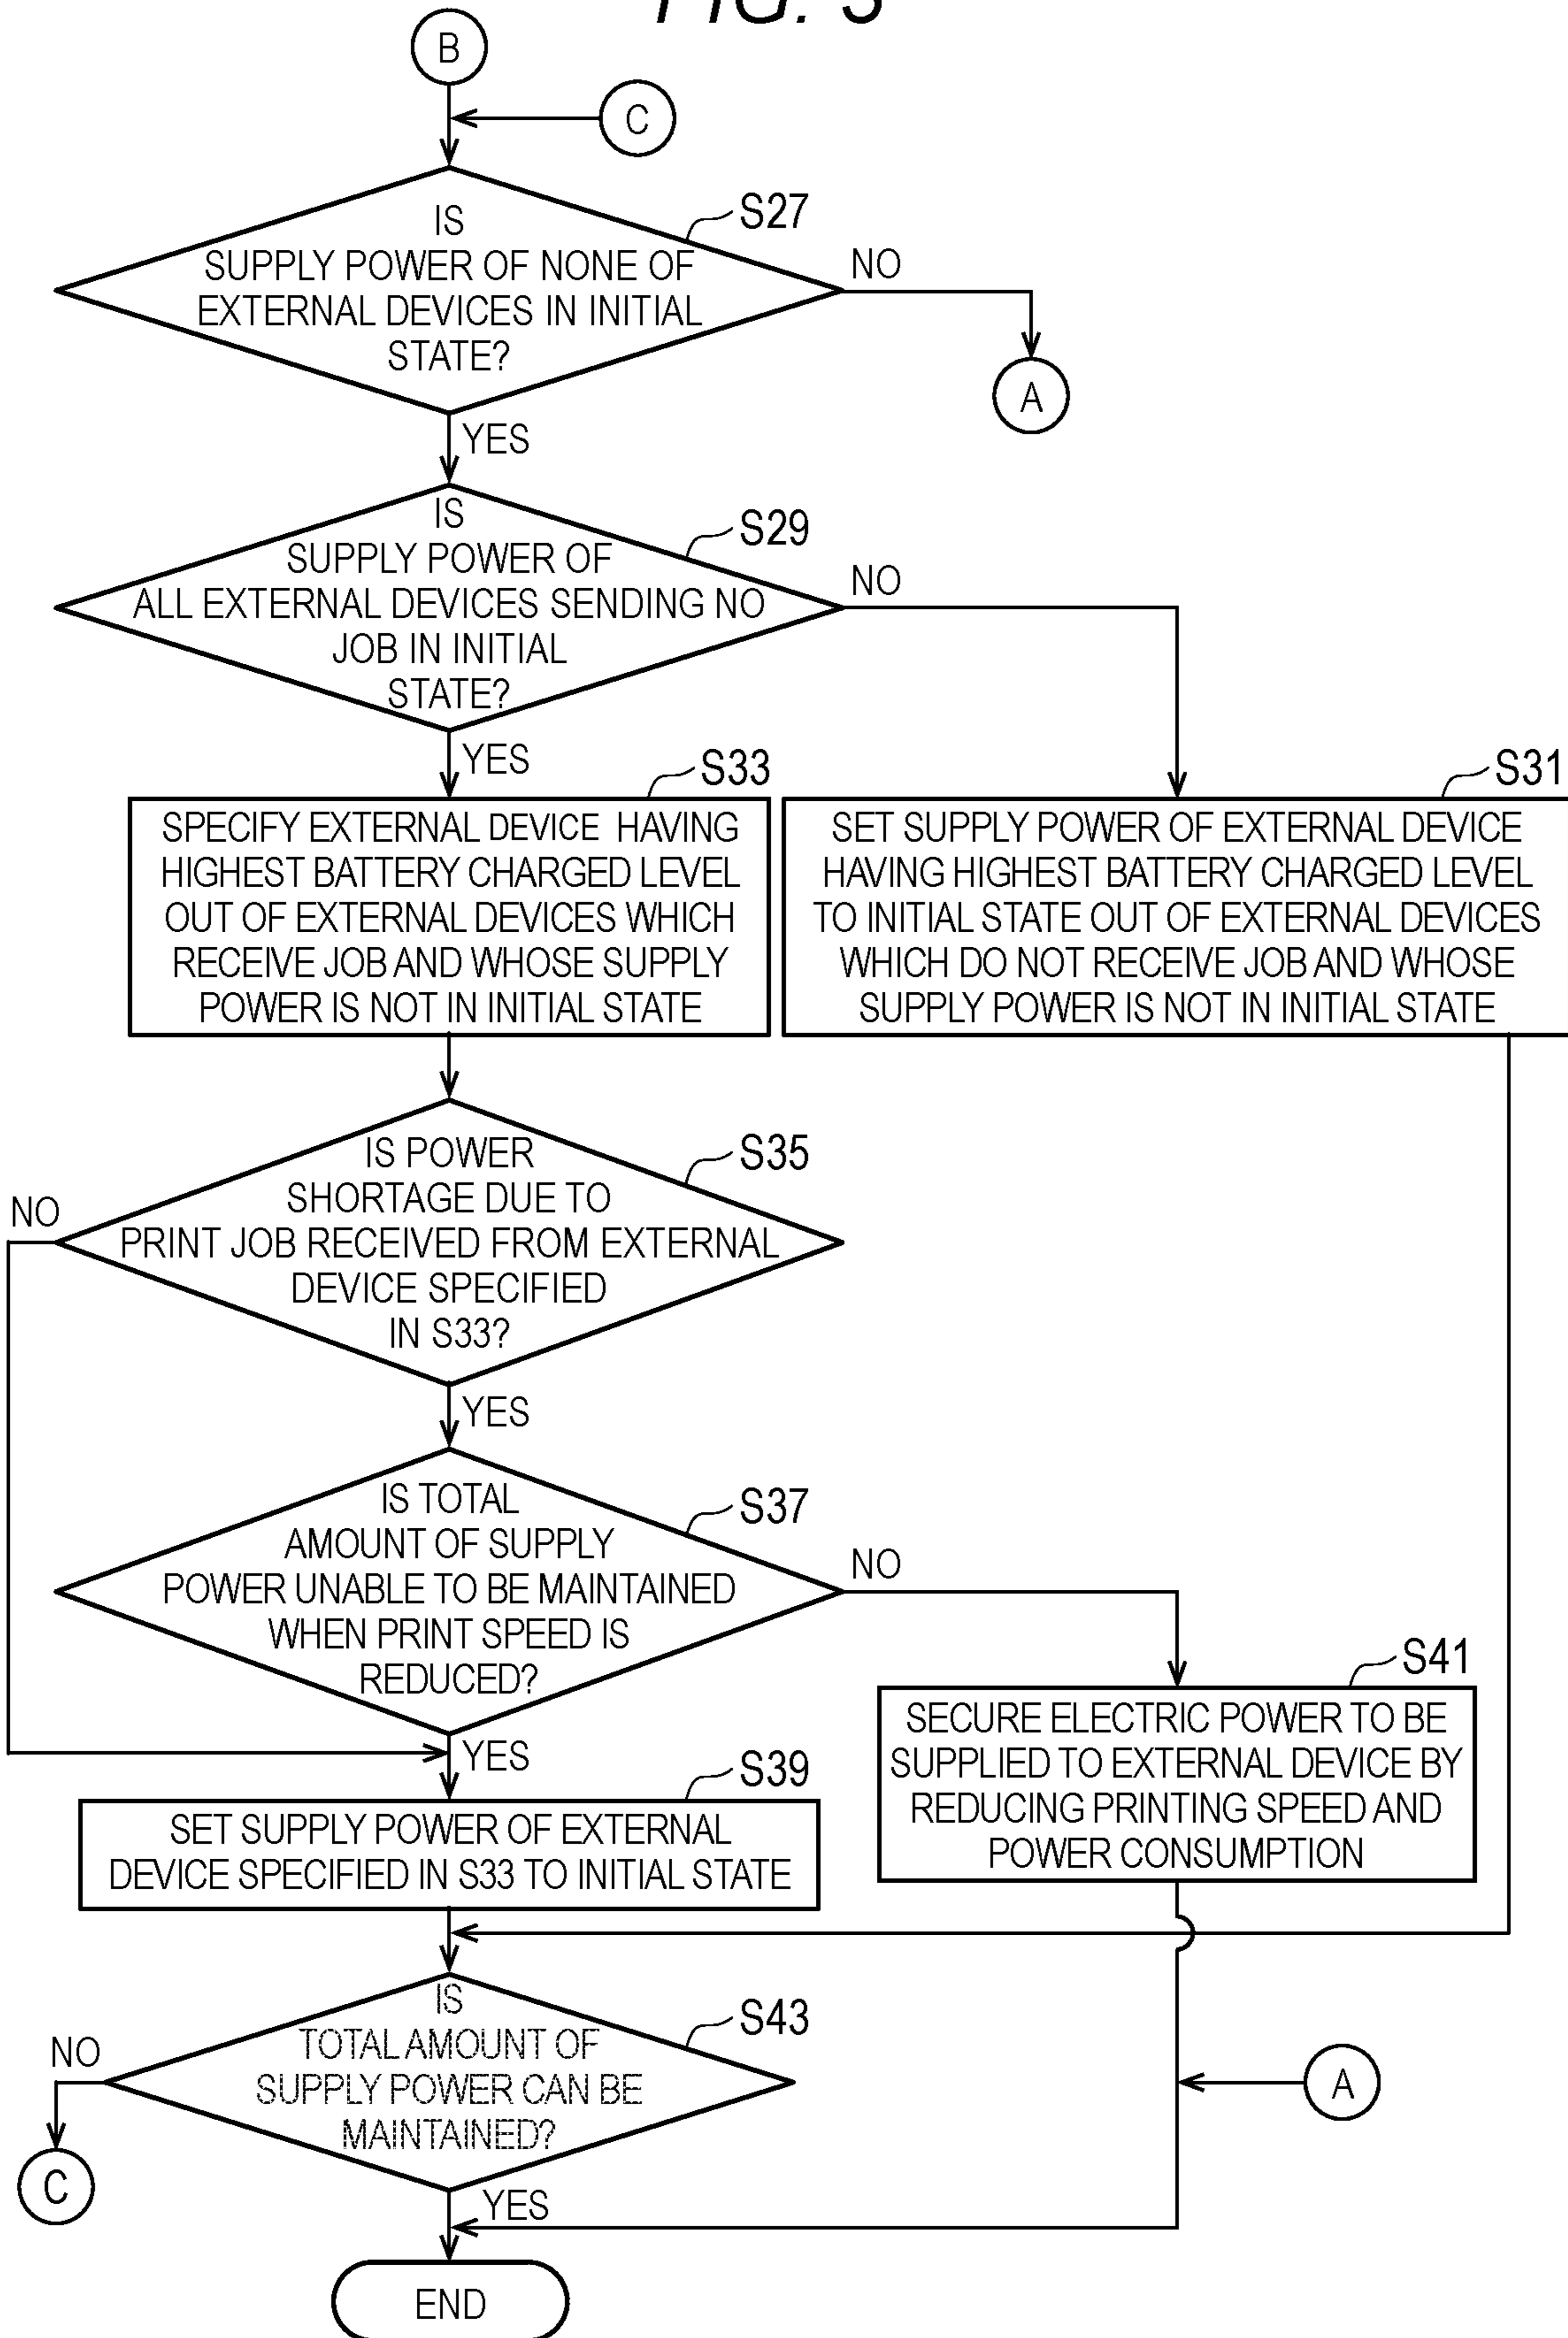 FIG. 5
B
C
S27
IS
SUPPLY POWER OF NONE OF
EXTERNAL DEVICES IN INITIAL
STATE?
NO
A
YES
S29
IS
SUPPLY POWER OF
ALL EXTERNAL DEVICES SENDING NO
JOB IN INITIAL
STATE?
NO
YES
S33
SPECIFY EXTERNAL DEVICE HAVING
HIGHEST BATTERY CHARGED LEVEL
OUT OF EXTERNAL DEVICES WHICH
RECEIVE JOB AND WHOSE SUPPLY
POWER IS NOT IN INITIAL STATE
S31
SET SUPPLY POWER OF EXTERNAL DEVICE
HAVING HIGHEST BATTERY CHARGED LEVEL
TO INITIAL STATE OUT OF EXTERNAL DEVICES
WHICH DO NOT RECEIVE JOB AND WHOSE
SUPPLY POWER IS NOT IN INITIAL STATE
S35
IS POWER
SHORTAGE DUE TO
PRINT JOB RECEIVED FROM EXTERNAL
DEVICE SPECIFIED
IN S33?
NO
YES
S37
IS TOTAL
AMOUNT OF SUPPLY
POWER UNABLE TO BE MAINTAINED
WHEN PRINT SPEED IS
REDUCED?
NO
YES
S41
SECURE ELECTRIC POWER TO BE
SUPPLIED TO EXTERNAL DEVICE BY
REDUCING PRINTING SPEED AND
POWER CONSUMPTION
S39
SET SUPPLY POWER OF EXTERNAL
DEVICE SPECIFIED IN S33 TO INITIAL STATE
S43
IS
TOTAL AMOUNT OF
SUPPLY POWER CAN BE
MAINTAINED?
NO
C
A
YES
END